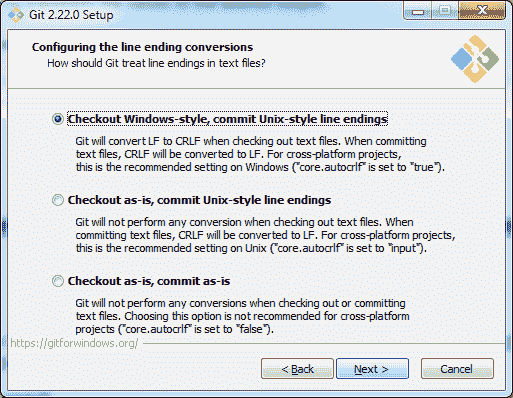 Git 2.22.0 Setup
Configuring the line ending conversions
How should Git treat line endings in text files?
Checkout Windows-style, commit Unix-style line endings
Git will convert LF to CRLF when checking out text files. When committing
text files, CRLF will be converted to LF. For cross-platform projects,
this is the recommended setting on Windows ("core.autocrlf" is set to "true").
Checkout as-is, commit Unix-style line endings
Git will not perform any conversion when checking out text files. When
committing text files, CRLF will be converted to LF. For cross-platform projects,
this is the recommended setting on Unix ("core.autocrlf" is set to "input").
Checkout as-is, commit as-is
Git will not perform any conversions when checking out or committing
text files. Choosing this option is not recommended for cross-platform
projects ("core.autocrlf" is set to "false").
https://gitforwindows.org/
< Back Next > Cancel